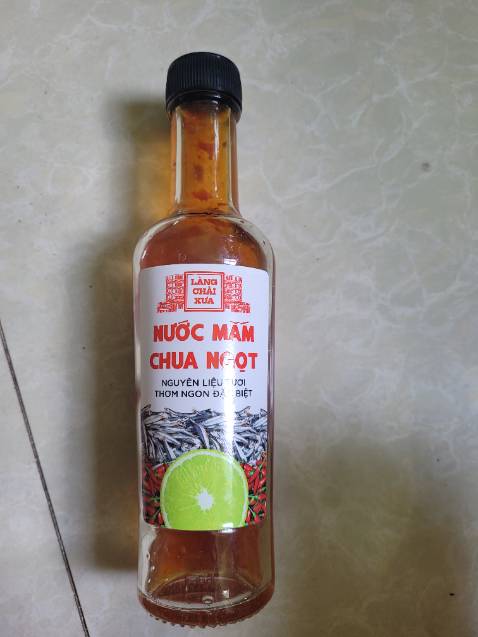 LÀNG
CHÀI
XƯA
NƯỚC MẮM
CHUA NGỌT
NGUYÊN LIỆU TƯƠI
THƠM NGON ĐẶC BIỆT